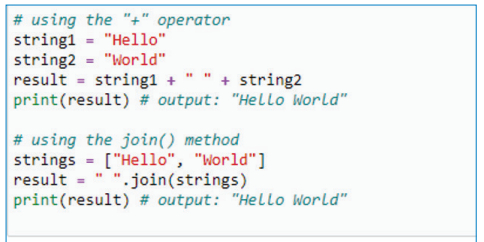 # using the "+" operator
string1 = "Hello"
string2 = "World"
result = string1 + " " + string2
print(result) # output: "Hello World"

# using the join() method
strings = ["Hello", "World"]
result = " ".join(strings)
print(result) # output: "Hello World"